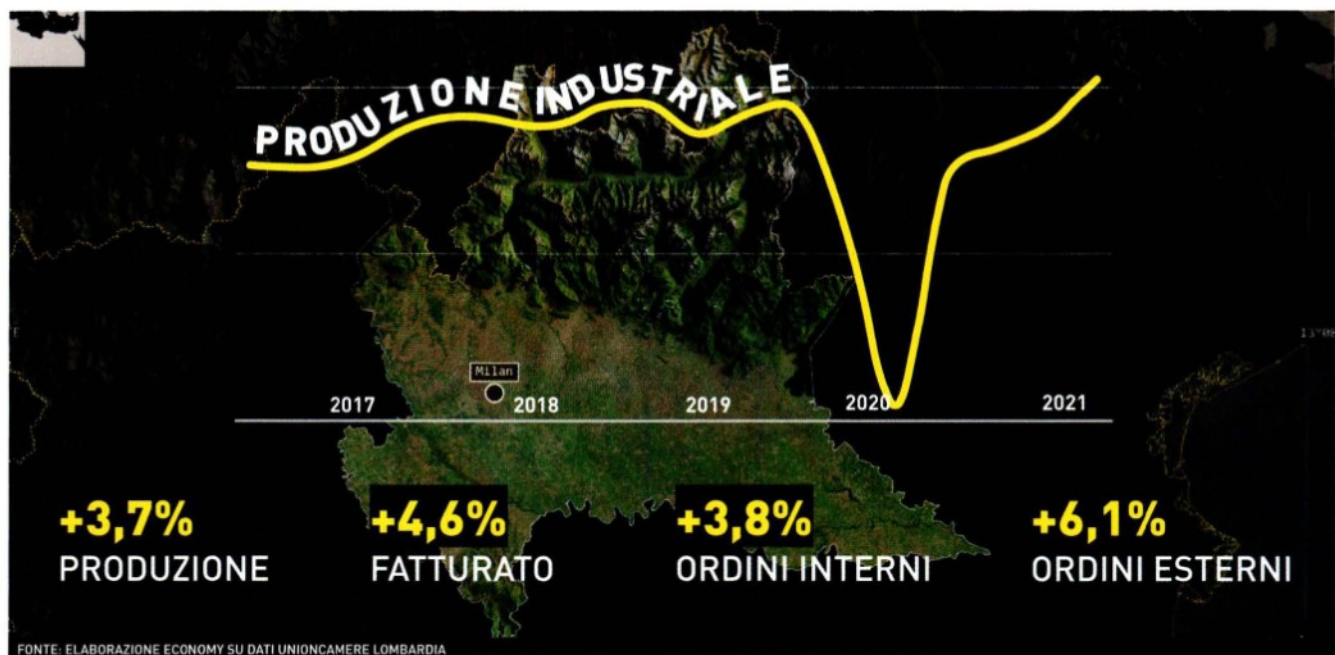 PRODUZIONE INDUSTRIALE
Milan
2017 2018 2019 2020 2021
+3,7% +4,6% +3,8% +6,1%
PRODUZIONE FATTURATO ORDINI INTERNI ORDINI ESTERNI
FONTE: ELABORAZIONE ECONOMY SU DATI UNIONCAMERE LOMBARDIA